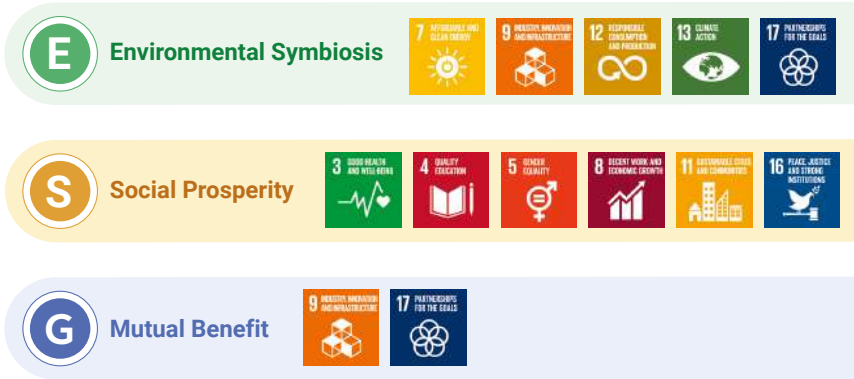 E
Environmental Symbiosis
7 AFFORDABLE AND
CLEAN ENERGY
9 INDUSTRY, INNOVATION
AND INFRASTRUCTURE
12 RESPONSIBLE
CONSUMPTION
AND PRODUCTION
13 CLIMATE
ACTION
17 PARTNERSHIPS
FOR THE GOALS
S
Social Prosperity
3 GOOD HEALTH
AND WELL-BEING
4 QUALITY
EDUCATION
5 GENDER
EQUALITY
8 DECENT WORK AND
ECONOMIC GROWTH
11 SUSTAINABLE CITIES
AND COMMUNITIES
16 PEACE, JUSTICE
AND STRONG
INSTITUTIONS
G
Mutual Benefit
9 INDUSTRY, INNOVATION
AND INFRASTRUCTURE
17 PARTNERSHIPS
FOR THE GOALS